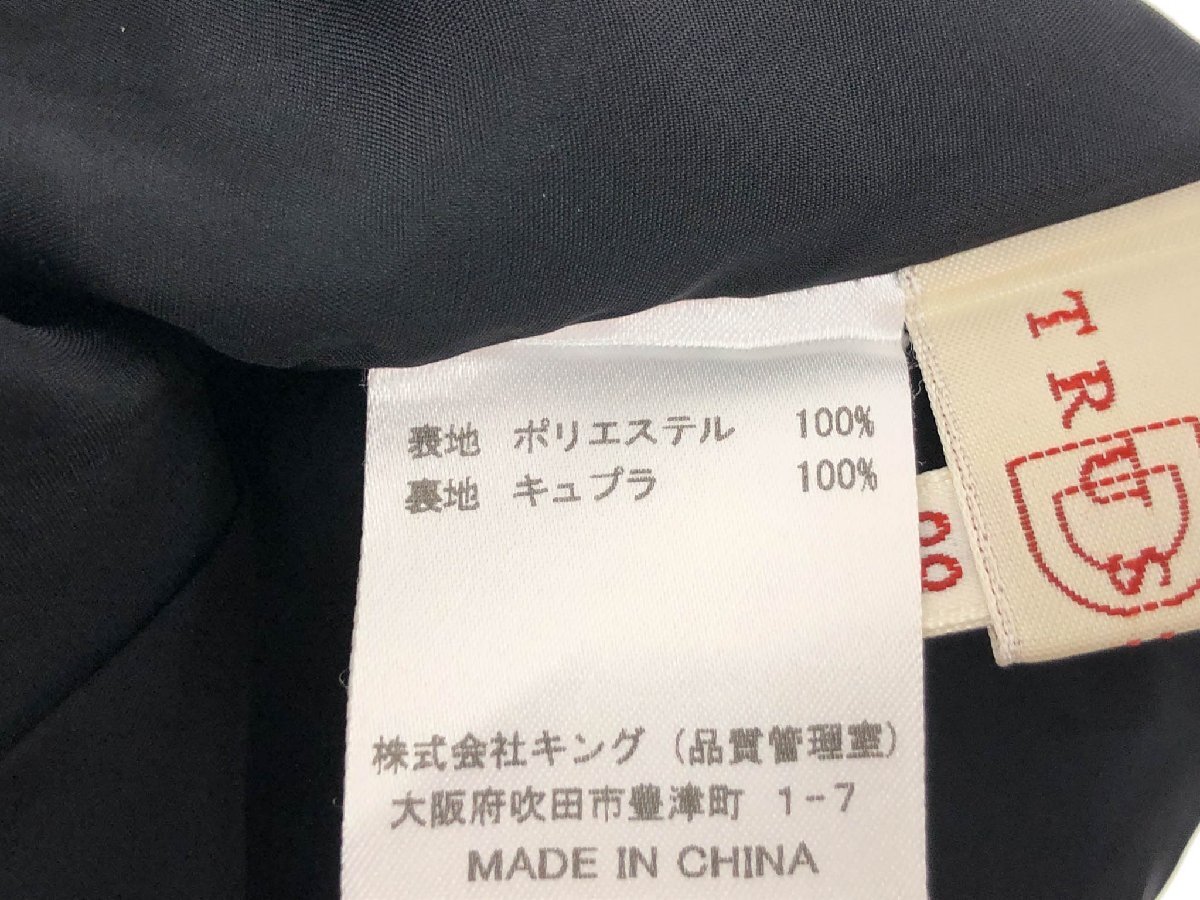 表地 ポリエステル 100%
裏地 キュプラ 100%
株式会社キング (品質管理室)
大阪府吹田市豊津町 1-7
MADE IN CHINA
TRUS